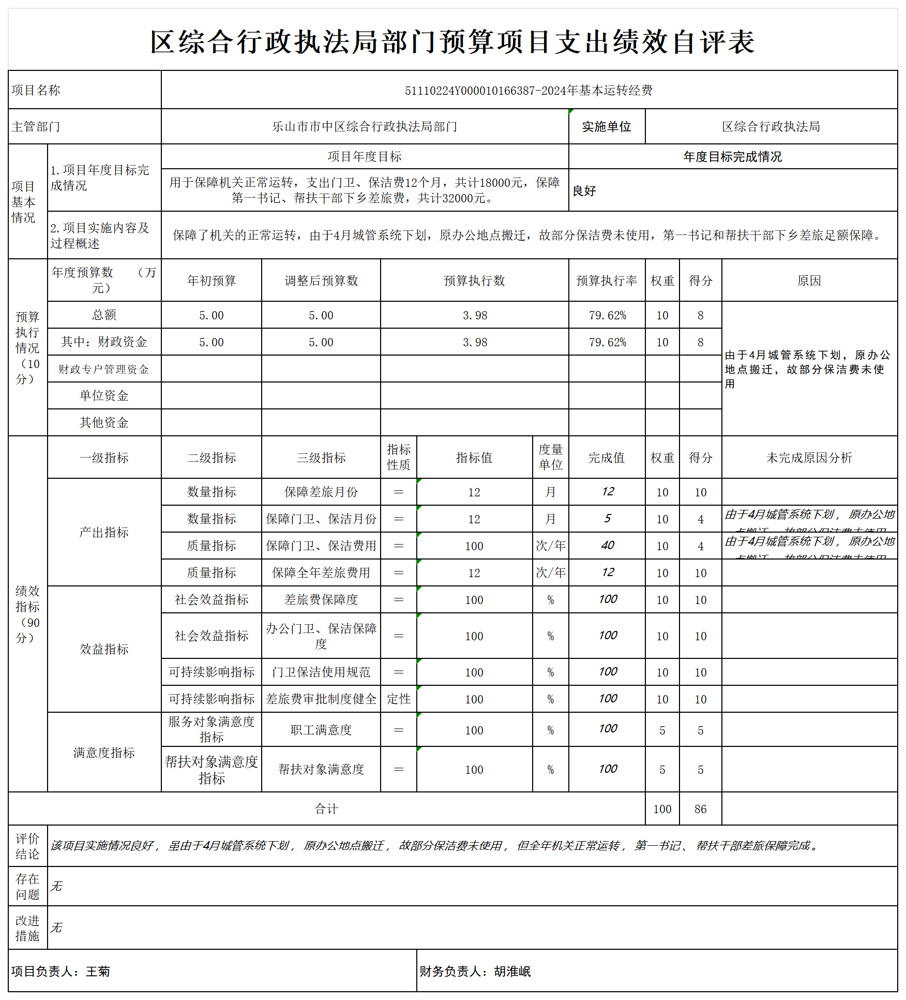 区综合行政执法局部门预算项目支出绩效自评表
项目名称 51110224Y000010166387-2024年基本运转经费
主管部门 乐山市市中区综合行政执法局部门 实施单位 区综合行政执法局
项目
基本
情况
1.项目年度目标完
成情况
项目年度目标 年度目标完成情况
用于保障机关正常运转，支出门卫、保洁费12个月，共计18000元，保障
第一书记、帮扶干部下乡差旅费，共计32000元。
良好
2.项目实施内容及
过程概述
保障了机关的正常运转，由于4月城管系统下划，原办公地点搬迁，故部分保洁费未使用，第一书记和帮扶干部下乡差旅足额保障。
预算
执行
情况
（10
分）
年度预算数 （万
元）
年初预算 调整后预算数 预算执行数 预算执行率 权重 得分 原因
总额 5.00 5.00 3.98 79.62% 10 8
其中：财政资金 5.00 5.00 3.98 79.62% 10 8
财政专户管理资金
单位资金
其他资金
由于4月城管系统下划，原办公
地点搬迁，故部分保洁费未使
用
绩效
指标
（90
分）
一级指标 二级指标 三级指标 指标
性质 指标值 度量
单位 完成值 权重 得分 未完成原因分析
产出指标
数量指标 保障差旅月份 ＝ 12 月 12 10 10
数量指标 保障门卫、保洁月份 ＝ 12 月 5 10 4 由于4月城管系统下划，原办公地
点搬迁，故部分保洁费未使用
质量指标 保障门卫、保洁费用 ＝ 100 次/年 40 10 4 由于4月城管系统下划，原办公地
点搬迁，故部分保洁费未使用
质量指标 保障全年差旅费用 ＝ 12 次/年 12 10 10
效益指标
社会效益指标 差旅费保障度 ＝ 100 % 100 10 10
社会效益指标 办公门卫、保洁保障
度 ＝ 100 % 100 10 10
可持续影响指标 门卫保洁使用规范 ＝ 100 % 100 10 10
可持续影响指标 差旅费审批制度健全 定性 100 % 100 10 10
满意度指标
服务对象满意度
指标 职工满意度 ＝ 100 % 100 5 5
帮扶对象满意度
指标 帮扶对象满意度 ＝ 100 % 100 5 5
合计 100 86
评价
结论
该项目实施情况良好，虽由于4月城管系统下划，原办公地点搬迁，故部分保洁费未使用，但全年机关正常运转，第一书记、帮扶干部差旅保障完成。
存在
问题
无
改进
措施
无
项目负责人：王菊 财务负责人：胡淮岷